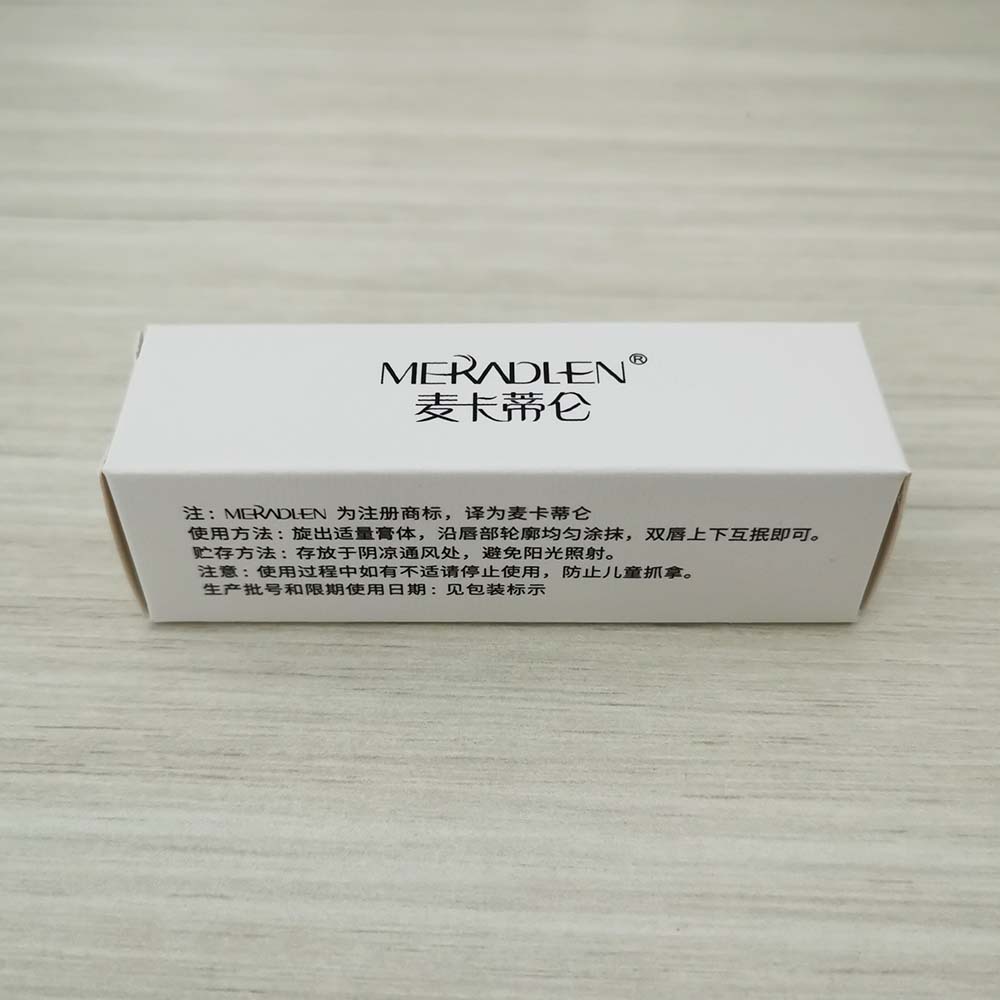 MERADLEN®
麦卡蒂仑
注：MERADLEN 为注册商标，译为麦卡蒂仑
使用方法：旋出适量膏体，沿唇部轮廓均匀涂抹，双唇上下互抿即可。
贮存方法：存放于阴凉通风处，避免阳光照射。
注意：使用过程中如有不适请停止使用，防止儿童抓拿。
生产批号和限期使用日期：见包装标示